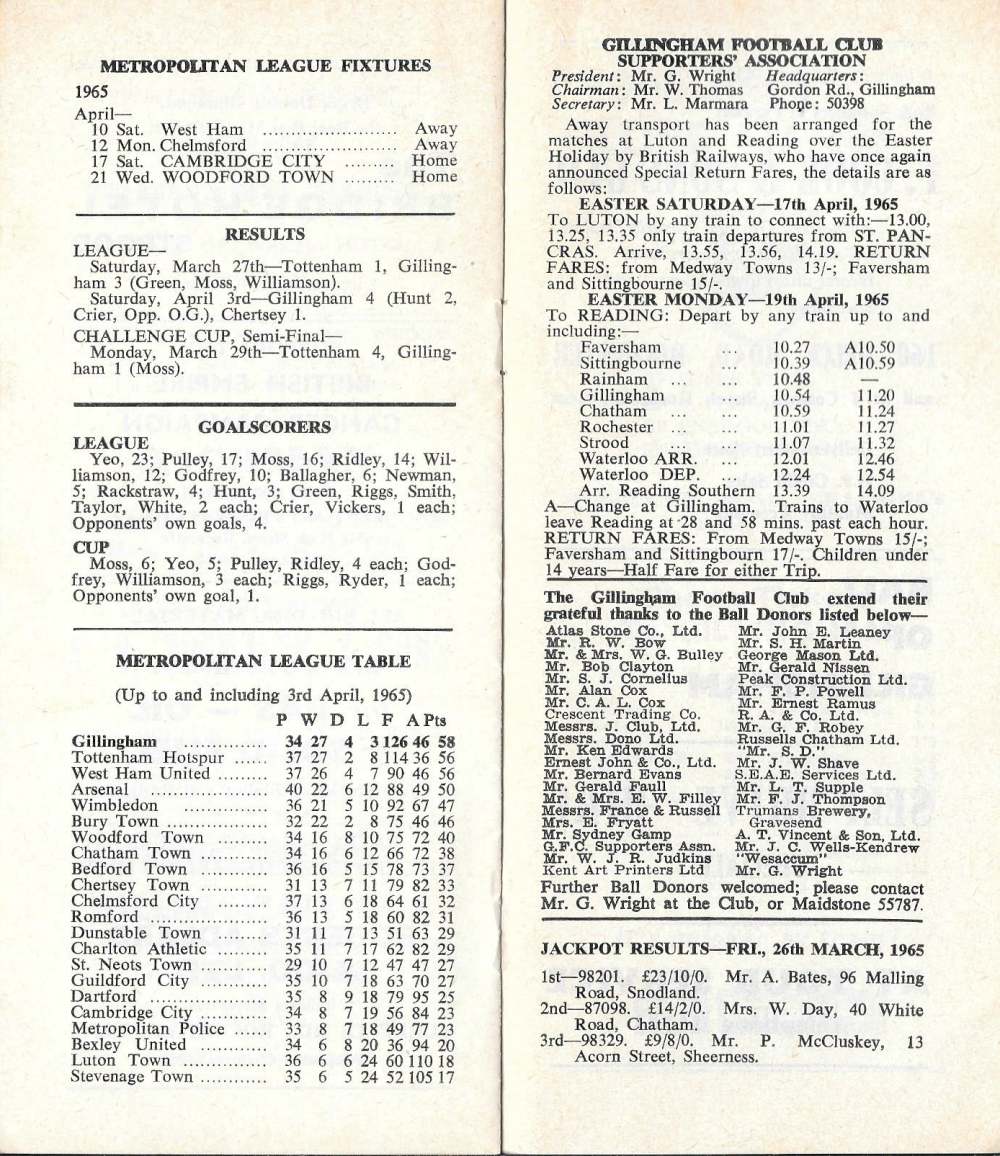 METROPOLITAN LEAGUE FIXTURES
1965
April—
10 Sat. West Ham ........................ Away
12 Mon. Chelmsford ........................ Away
17 Sat. CAMBRIDGE CITY ......... Home
21 Wed. WOODFORD TOWN ......... Home
RESULTS
LEAGUE—
Saturday, March 27th—Tottenham 1, Gilling-
ham 3 (Green, Moss, Williamson).
Saturday, April 3rd—Gillingham 4 (Hunt 2,
Crier, Opp. O.G.), Chertsey 1.
CHALLENGE CUP, Semi-Final—
Monday, March 29th—Tottenham 4, Gilling-
ham 1 (Moss).
GOALSCORERS
LEAGUE
Yeo, 23; Pulley, 17; Moss, 16; Ridley, 14; Wil-
liamson, 12; Godfrey, 10; Ballagher, 6; Newman,
5; Rackstraw, 4; Hunt, 3; Green, Riggs, Smith,
Taylor, White, 2 each; Crier, Vickers, 1 each;
Opponents' own goals, 4.
CUP
Moss, 6; Yeo, 5; Pulley, Ridley, 4 each; God-
frey, Williamson, 3 each; Riggs, Ryder, 1 each;
Opponents' own goal, 1.
METROPOLITAN LEAGUE TABLE
(Up to and including 3rd April, 1965)
P W D L F A Pts
Gillingham ............... 34 27 4 3 126 46 58
Tottenham Hotspur ...... 37 27 2 8 114 36 56
West Ham United ......... 37 26 4 7 90 46 56
Arsenal ..................... 40 22 6 12 88 49 50
Wimbledon ............... 36 21 5 10 92 67 47
Bury Town .................. 32 22 2 8 75 46 46
Woodford Town ......... 34 16 8 10 75 72 40
Chatham Town ............ 34 16 6 12 66 72 38
Bedford Town ............ 36 16 5 15 78 73 37
Chertsey Town ............ 31 13 7 11 79 82 33
Chelmsford City ......... 37 13 6 18 64 61 32
Romford ..................... 36 13 5 18 60 82 31
Dunstable Town ......... 31 11 7 13 51 63 29
Charlton Athletic ......... 35 11 7 17 62 82 29
St. Neots Town ............ 29 10 7 12 47 47 27
Guildford City ............ 35 10 7 18 63 70 27
Dartford ..................... 35 8 9 18 79 95 25
Cambridge City ............ 34 8 7 19 56 84 23
Metropolitan Police ...... 33 8 7 18 49 77 23
Bexley United ............ 34 6 8 20 36 94 20
Luton Town ............... 36 6 6 24 60 110 18
Stevenage Town ............ 35 6 5 24 52 105 17
GILLINGHAM FOOTBALL CLUB
SUPPORTERS' ASSOCIATION
President: Mr. G. Wright Headquarters:
Chairman: Mr. W. Thomas Gordon Rd., Gillingham
Secretary: Mr. L. Marmara Phone: 50398
Away transport has been arranged for the
matches at Luton and Reading over the Easter
Holiday by British Railways, who have once again
announced Special Return Fares, the details are as
follows:
EASTER SATURDAY—17th April, 1965
To LUTON by any train to connect with:—13.00,
13.25, 13.35 only train departures from ST. PAN-
CRAS. Arrive, 13.55, 13.56, 14.19. RETURN
FARES: from Medway Towns 13/-; Faversham
and Sittingbourne 15/-.
EASTER MONDAY—19th April, 1965
To READING: Depart by any train up to and
including:—
Faversham ... 10.27 A10.50
Sittingbourne ... 10.39 A10.59
Rainham ... ... 10.48 —
Gillingham ... 10.54 11.20
Chatham ... ... 10.59 11.24
Rochester ... ... 11.01 11.27
Strood ... ... 11.07 11.32
Waterloo ARR. ... 12.01 12.46
Waterloo DEP. ... 12.24 12.54
Arr. Reading Southern 13.39 14.09
A—Change at Gillingham. Trains to Waterloo
leave Reading at 28 and 58 mins. past each hour.
RETURN FARES: From Medway Towns 15/-;
Faversham and Sittingbourn 17/-. Children under
14 years—Half Fare for either Trip.
The Gillingham Football Club extend their
grateful thanks to the Ball Donors listed below—
Atlas Stone Co., Ltd. Mr. John E. Leaney
Mr. R. W. Bow Mr. S. H. Martin
Mr. & Mrs. W. G. Bulley George Mason Ltd.
Mr. Bob Clayton Mr. Gerald Nissen
Mr. S. J. Cornelius Peak Construction Ltd.
Mr. Alan Cox Mr. F. P. Powell
Mr. C. A. L. Cox Mr. Ernest Ramus
Crescent Trading Co. R. A. & Co. Ltd.
Messrs. J. Club, Ltd. Mr. G. F. Robey
Messrs. Dono Ltd. Russells Chatham Ltd.
Mr. Ken Edwards "Mr. S. D."
Ernest John & Co., Ltd. Mr. J. W. Shave
Mr. Bernard Evans S.E.A.E. Services Ltd.
Mr. Gerald Faull Mr. L. T. Supple
Mr. & Mrs. E. W. Filley Mr. F. J. Thompson
Messrs. France & Russell Trumans Brewery,
Mrs. E. Fryatt Gravesend
Mr. Sydney Gamp A. T. Vincent & Son, Ltd.
G.F.C. Supporters Assn. Mr. J. C. Wells-Kendrew
Mr. W. J. R. Judkins "Wesaccum"
Kent Art Printers Ltd Mr. G. Wright
Further Ball Donors welcomed; please contact
Mr. G. Wright at the Club, or Maidstone 55787.
JACKPOT RESULTS—FRI., 26th MARCH, 1965
1st—98201. £23/10/0. Mr. A. Bates, 96 Malling
Road, Snodland.
2nd—87098. £14/2/0. Mrs. W. Day, 40 White
Road, Chatham.
3rd—98329. £9/8/0. Mr. P. McCluskey, 13
Acorn Street, Sheerness.